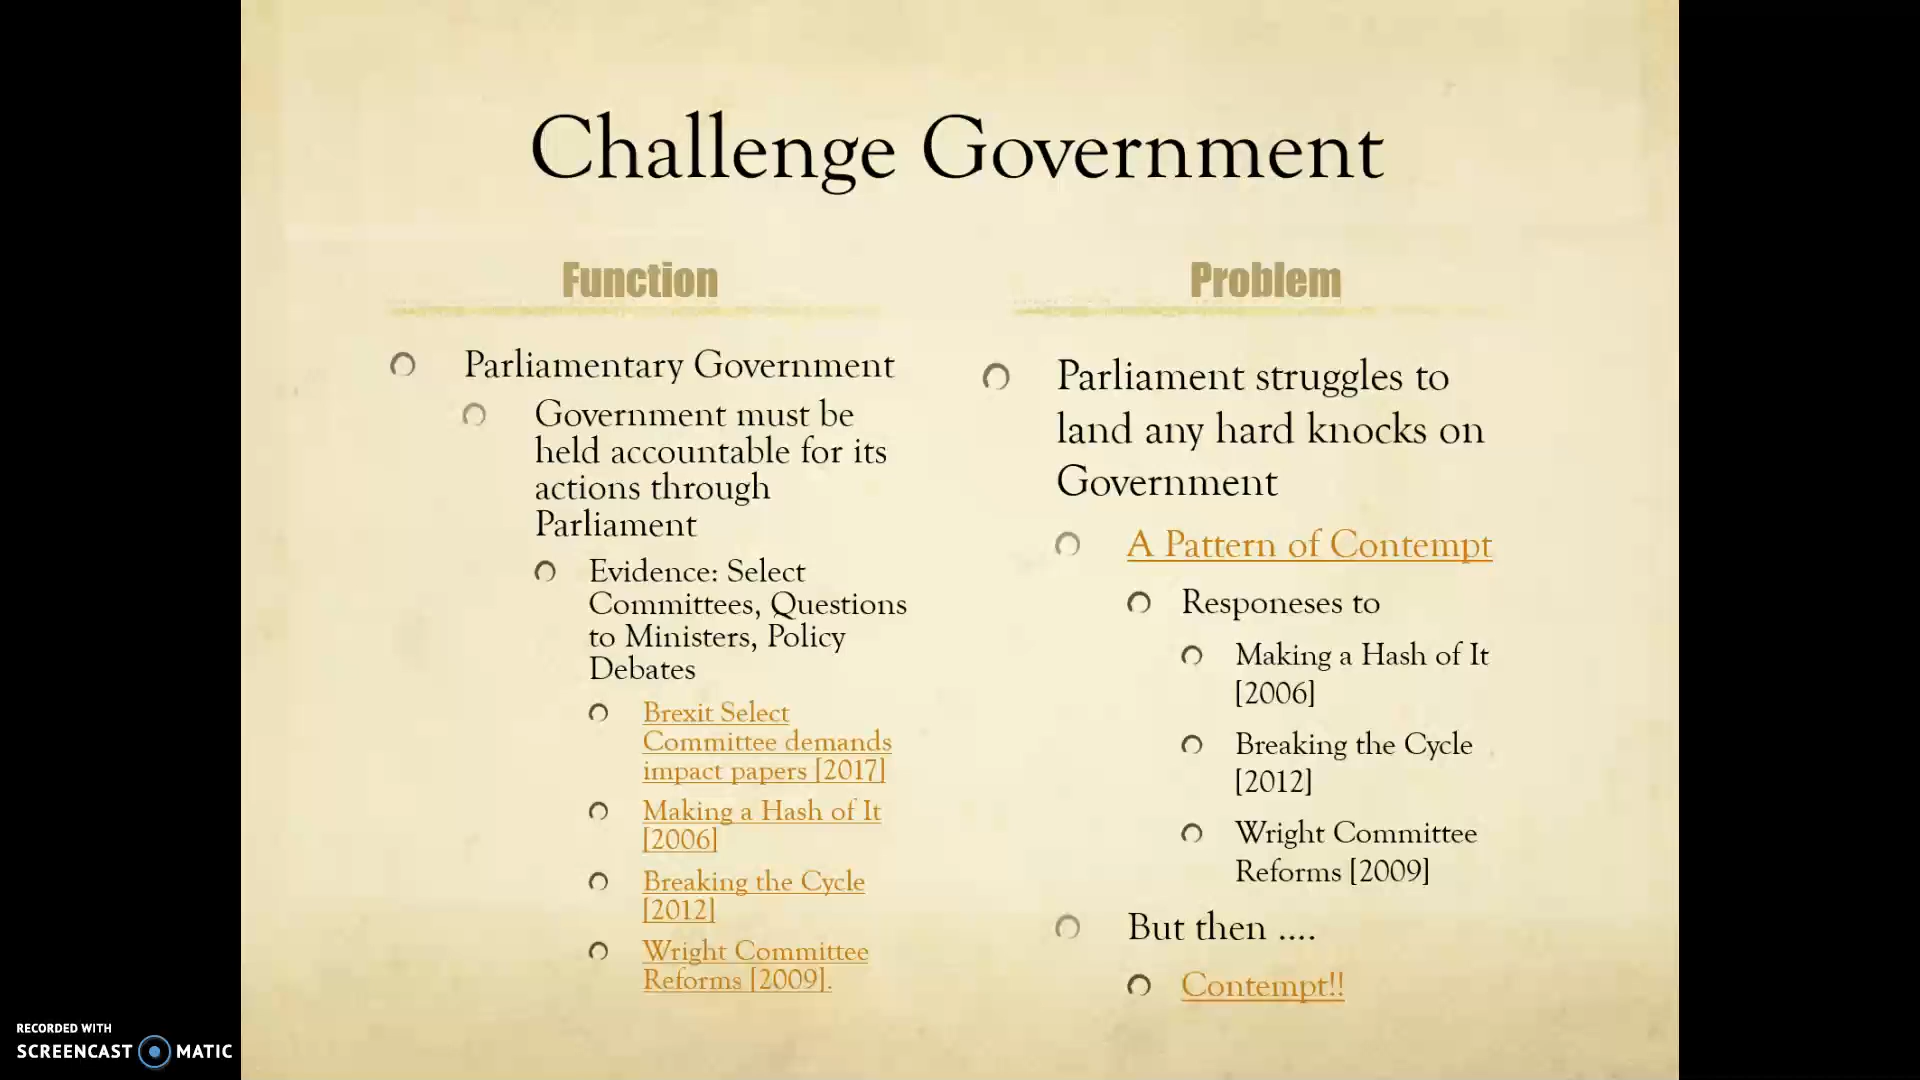 Challenge Government
Function
Parliamentary Government
Government must be
held accountable for its
actions through
Parliament
Evidence: Select
Committees, Questions
to Ministers, Policy
Debates
Brexit Select
Committee demands
impact papers [2017]
Making a Hash of It
[2006]
Breaking the Cycle
[2012]
Wright Committee
Reforms [2009].
Problem
Parliament struggles to
land any hard knocks on
Government
A Pattern of Contempt
Responeses to
Making a Hash of It
[2006]
Breaking the Cycle
[2012]
Wright Committee
Reforms [2009]
But then ....
Contempt!!
RECORDED WITH
SCREENCAST MATIC